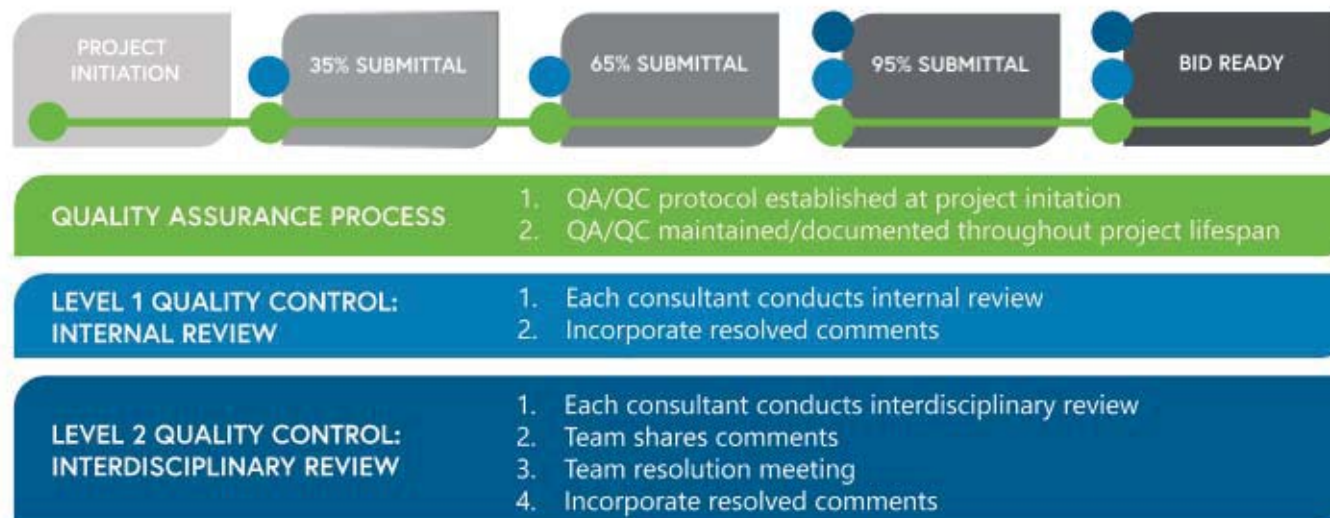 PROJECT
INITIATION
35% SUBMITTAL
65% SUBMITTAL
95% SUBMITTAL
BID READY
QUALITY ASSURANCE PROCESS
1. QA/QC protocol established at project initation
2. QA/QC maintained/documented throughout project lifespan
LEVEL 1 QUALITY CONTROL:
INTERNAL REVIEW
1. Each consultant conducts internal review
2. Incorporate resolved comments
LEVEL 2 QUALITY CONTROL:
INTERDISCIPLINARY REVIEW
1. Each consultant conducts interdisciplinary review
2. Team shares comments
3. Team resolution meeting
4. Incorporate resolved comments